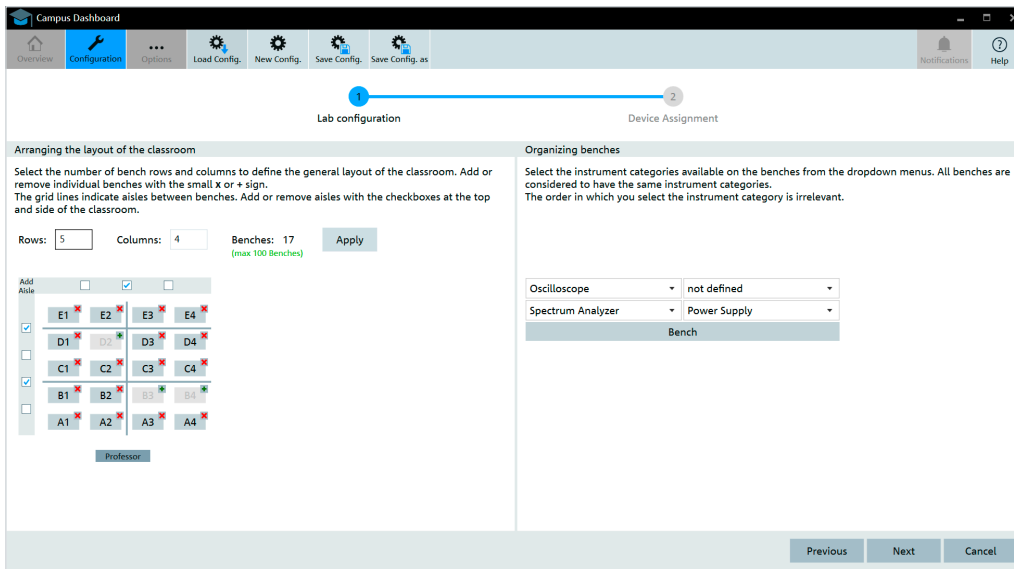 Campus Dashboard
Overview Configuration Options Load Config. New Config. Save Config. Save Config. as Notifications Help
1 2
Lab configuration Device Assignment
Arranging the layout of the classroom
Select the number of bench rows and columns to define the general layout of the classroom. Add or
remove individual benches with the small x or + sign.
The grid lines indicate aisles between benches. Add or remove aisles with the checkboxes at the top
and side of the classroom.
Rows: 5 Columns: 4 Benches: 17 Apply
(max 100 Benches)
Add
Aisle
E1 E2 E3 E4
D1 D2 D3 D4
C1 C2 C3 C4
B1 B2 B3 B4
A1 A2 A3 A4
Professor
Organizing benches
Select the instrument categories available on the benches from the dropdown menus. All benches are
considered to have the same instrument categories.
The order in which you select the instrument category is irrelevant.
Oscilloscope not defined
Spectrum Analyzer Power Supply
Bench
Previous Next Cancel